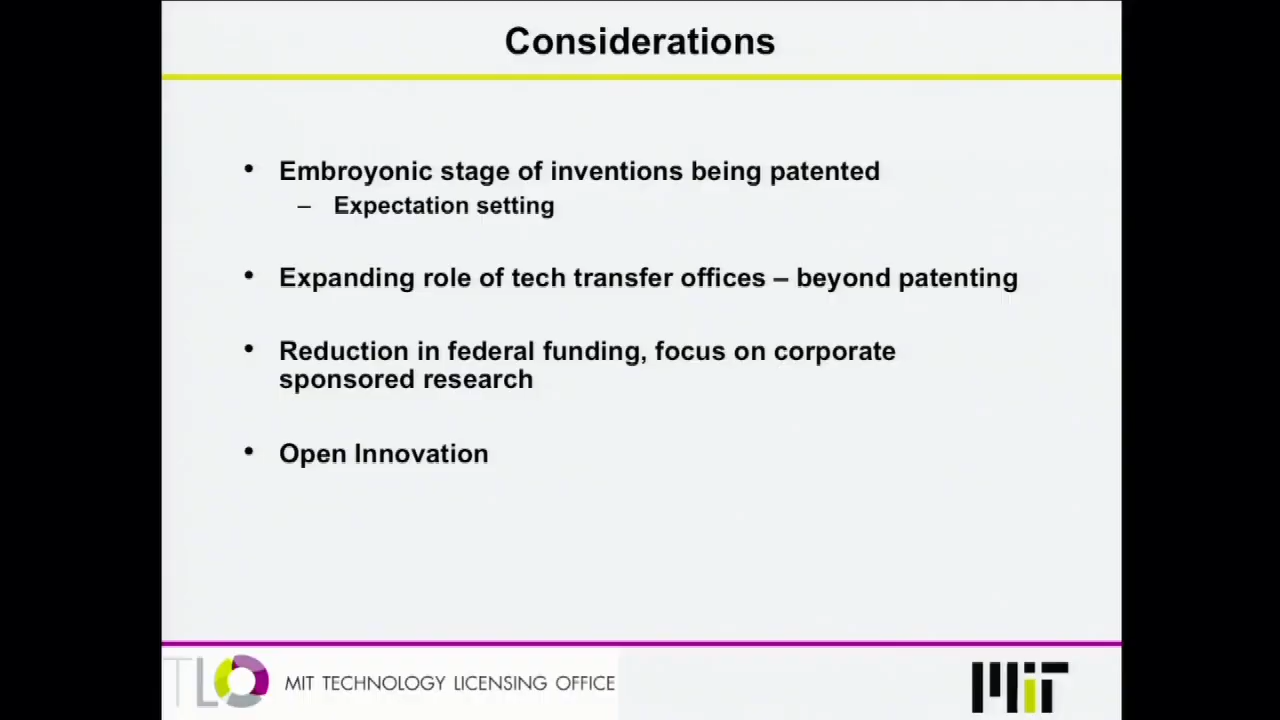 Considerations
• Embroyonic stage of inventions being patented
– Expectation setting
• Expanding role of tech transfer offices – beyond patenting
• Reduction in federal funding, focus on corporate
sponsored research
• Open Innovation
TLO MIT TECHNOLOGY LICENSING OFFICE
MIT